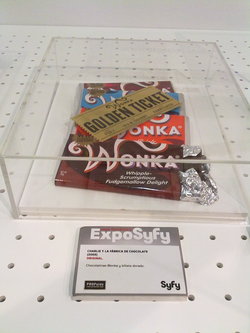 GOLDEN TICKET
WONKA
WONKA
Whipple-
Scrumptious
Fudgemallow Delight
ExpoSyfy
CHARLIE Y LA FÁBRICA DE CHOCOLATE
(2005)
ORIGINAL
Chocolatinas Wonka y billete dorado.
Syfy